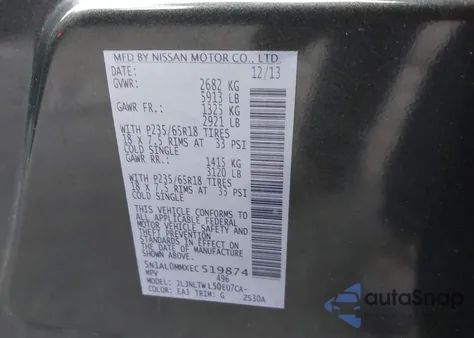 MFD BY NISSAN MOTOR CO., LTD.
DATE: 12/13
GVWR: 2682 KG
5913 LB
GAWR FR.: 1325 KG
2921 LB
WITH P235/65R18 TIRES
18 X 7.5 RIMS AT 33 PSI
COLD SINGLE
GAWR RR.: 1415 KG
3120 LB
WITH P235/65R18 TIRES
18 X 7.5 RIMS AT 33 PSI
COLD SINGLE
THIS VEHICLE CONFORMS TO
ALL APPLICABLE FEDERAL
MOTOR VEHICLE SAFETY AND
THEFT PREVENTION STANDARDS
IN EFFECT ON THE DATE OF
MANUFACTURE SHOWN ABOVE.
5N1AL0MMXEC 519874
MPV 496
MODEL: JLJNLTW L50EU7CA-
COLOR: EAJ TRIM: G 2S30A
autoSnap